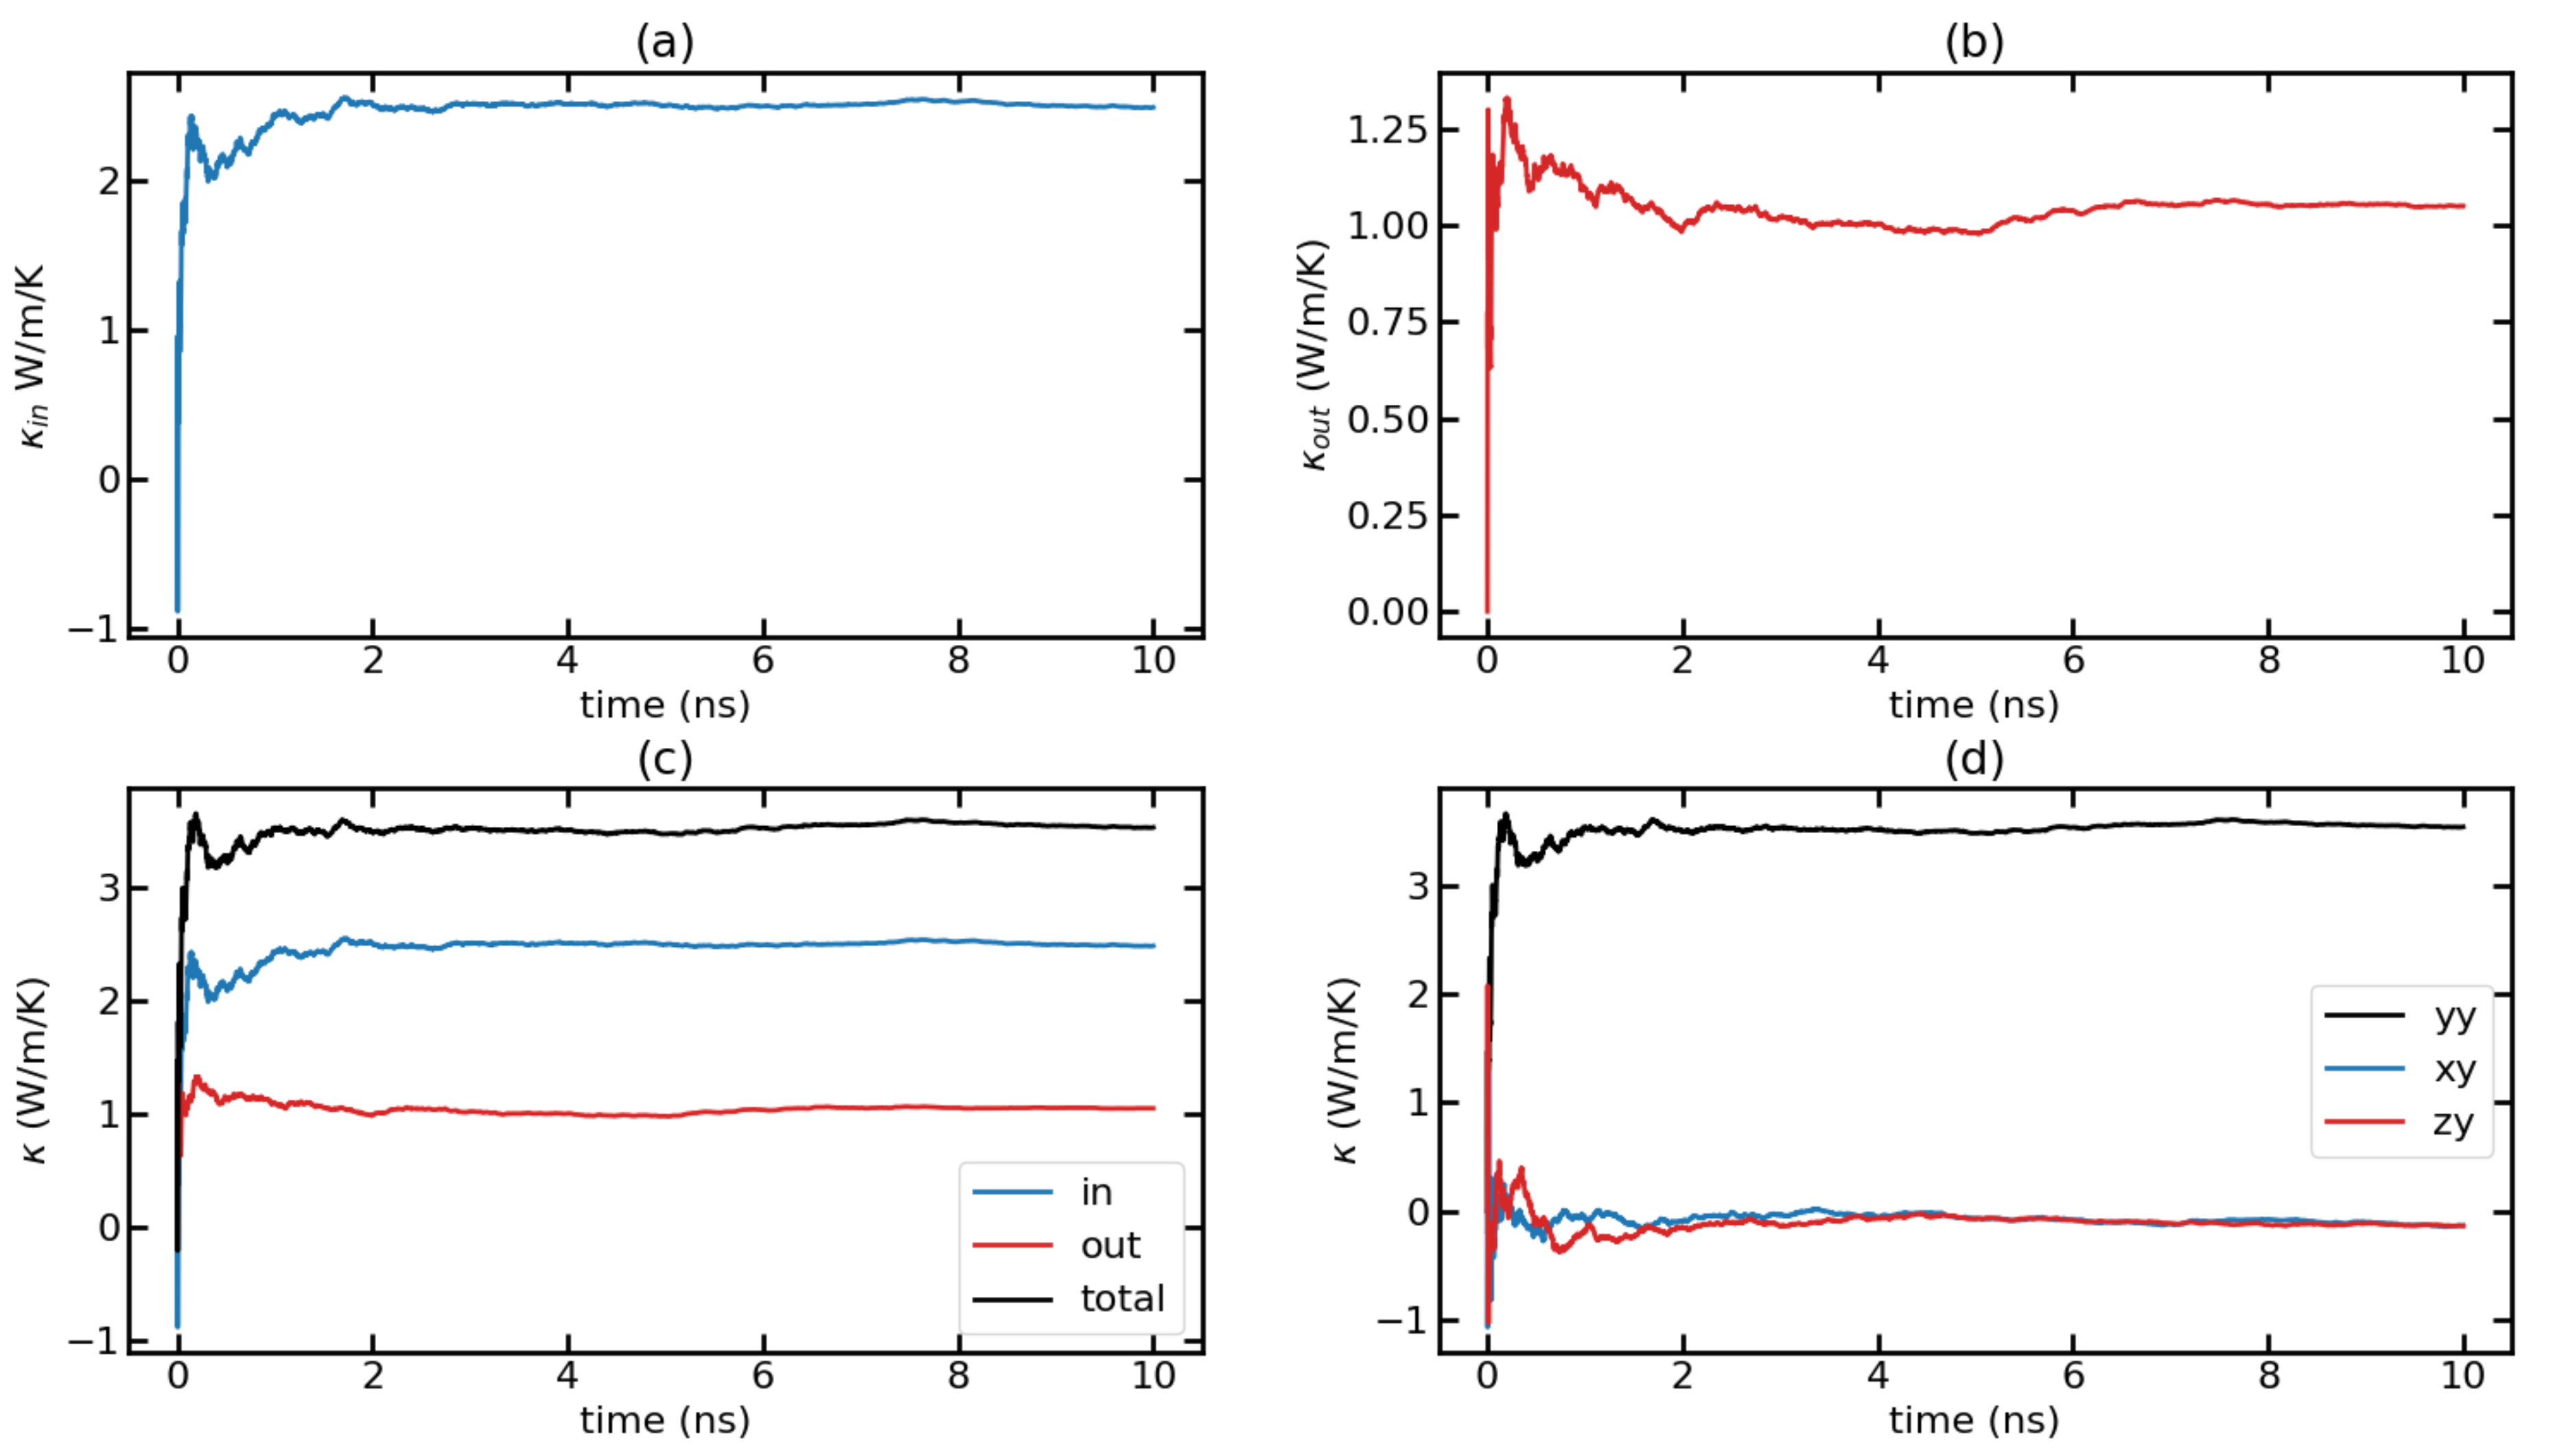 (a)
κin W/m/K
2
1
0
−1
0 2 4 6 8 10
time (ns)
(b)
κout (W/m/K)
1.25
1.00
0.75
0.50
0.25
0.00
0 2 4 6 8 10
time (ns)
(c)
κ (W/m/K)
3
2
1
0
−1
in
out
total
0 2 4 6 8 10
time (ns)
(d)
κ (W/m/K)
3
2
1
0
−1
yy
xy
zy
0 2 4 6 8 10
time (ns)